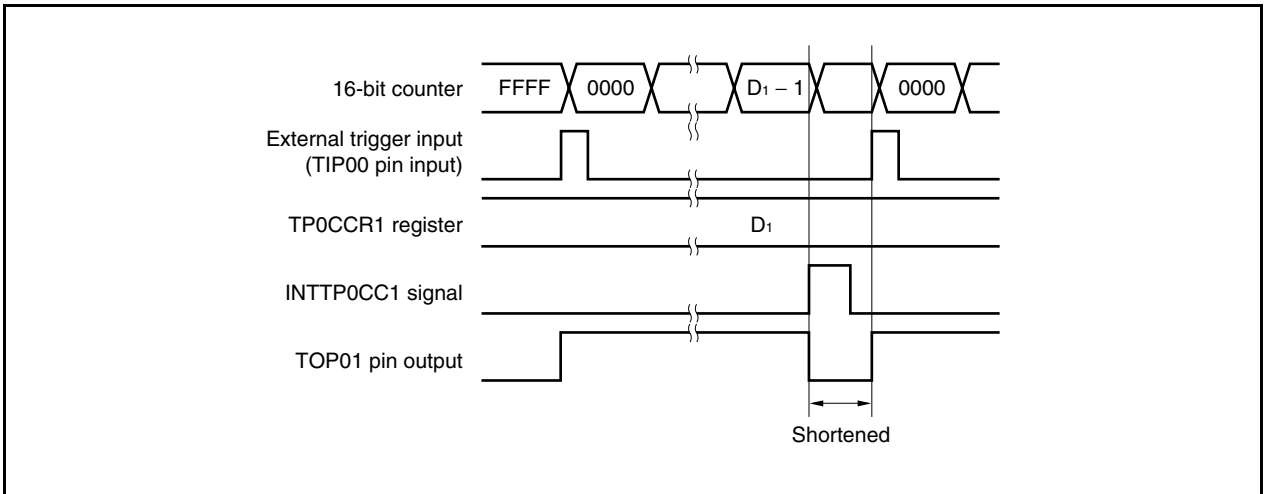 16-bit counter FFFF 0000 D1 – 1 0000
External trigger input
(TIP00 pin input)
TP0CCR1 register D1
INTTP0CC1 signal
TOP01 pin output
Shortened